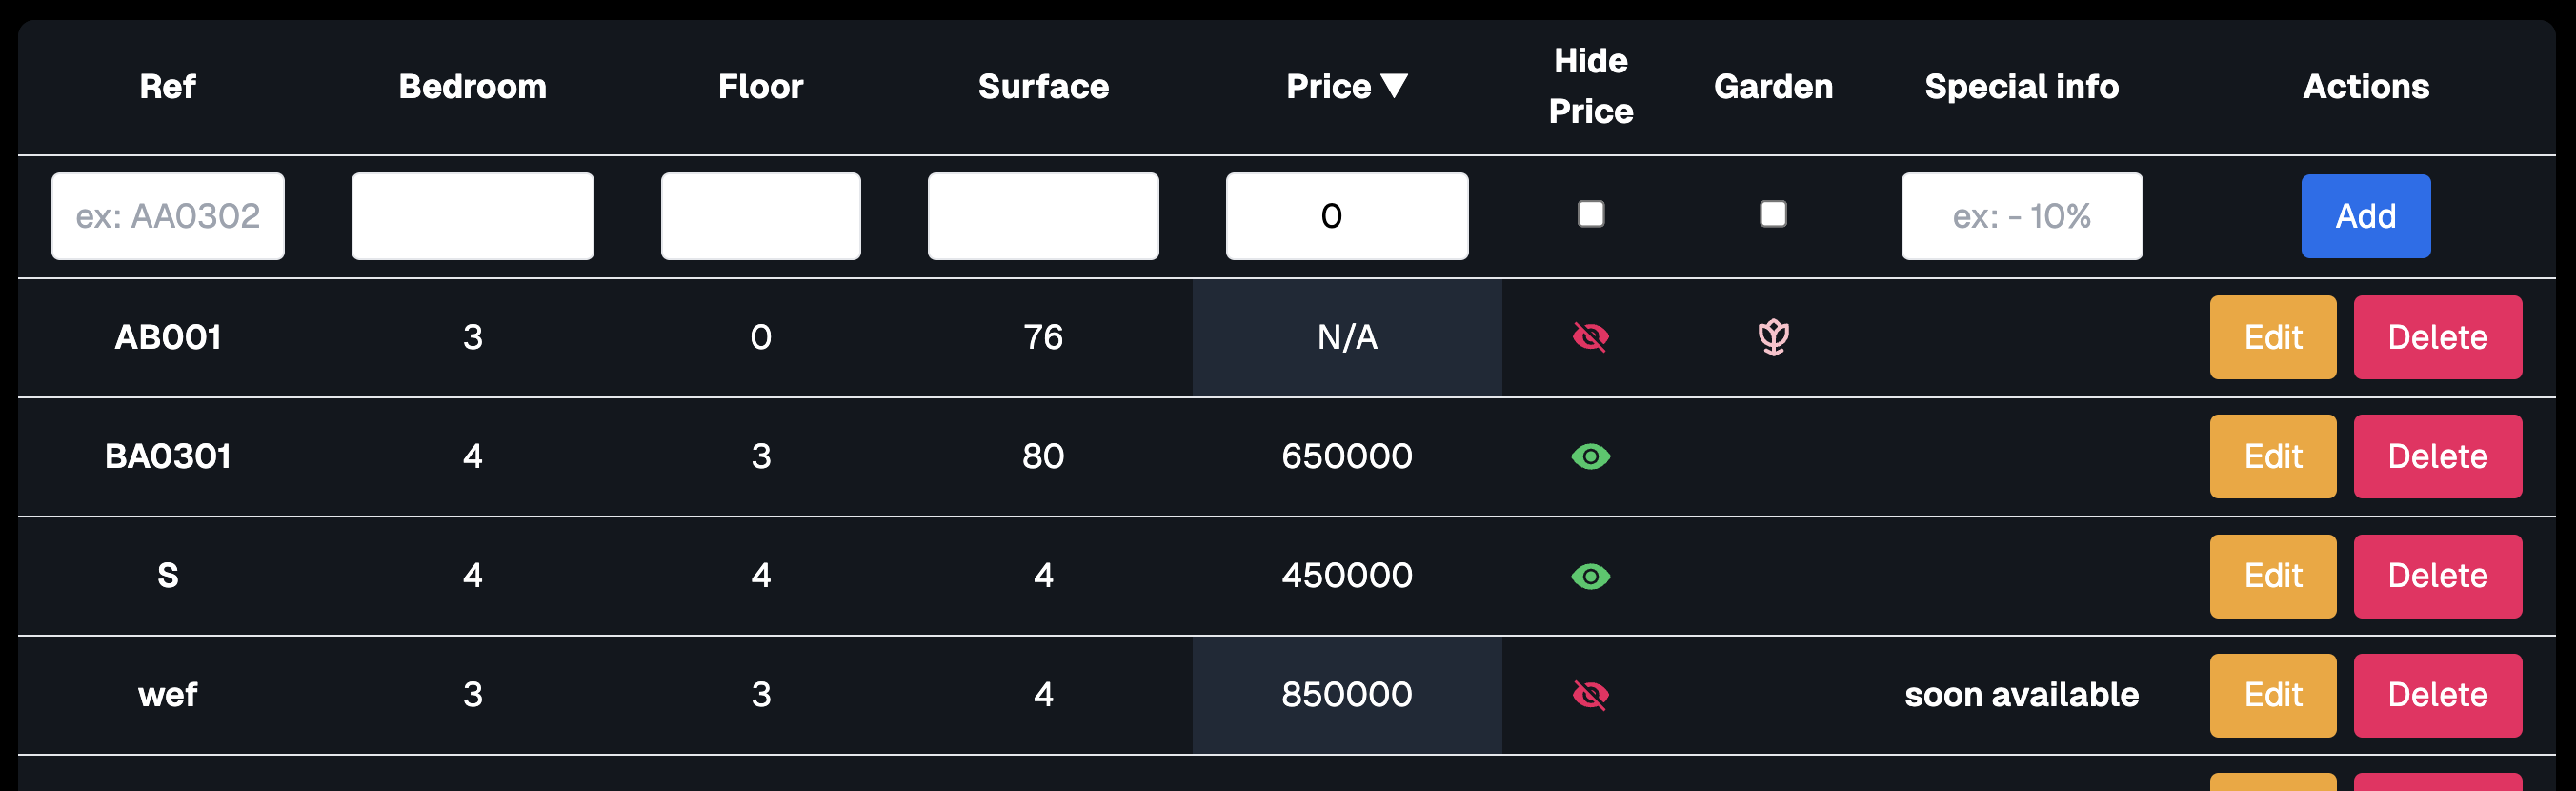 Ref Bedroom Floor Surface Price ▼ Hide Price Garden Special info Actions
ex: AA0302 0 ex: - 10% Add
AB001 3 0 76 N/A Edit Delete
BA0301 4 3 80 650000 Edit Delete
S 4 4 4 450000 Edit Delete
wef 3 3 4 850000 soon available Edit Delete